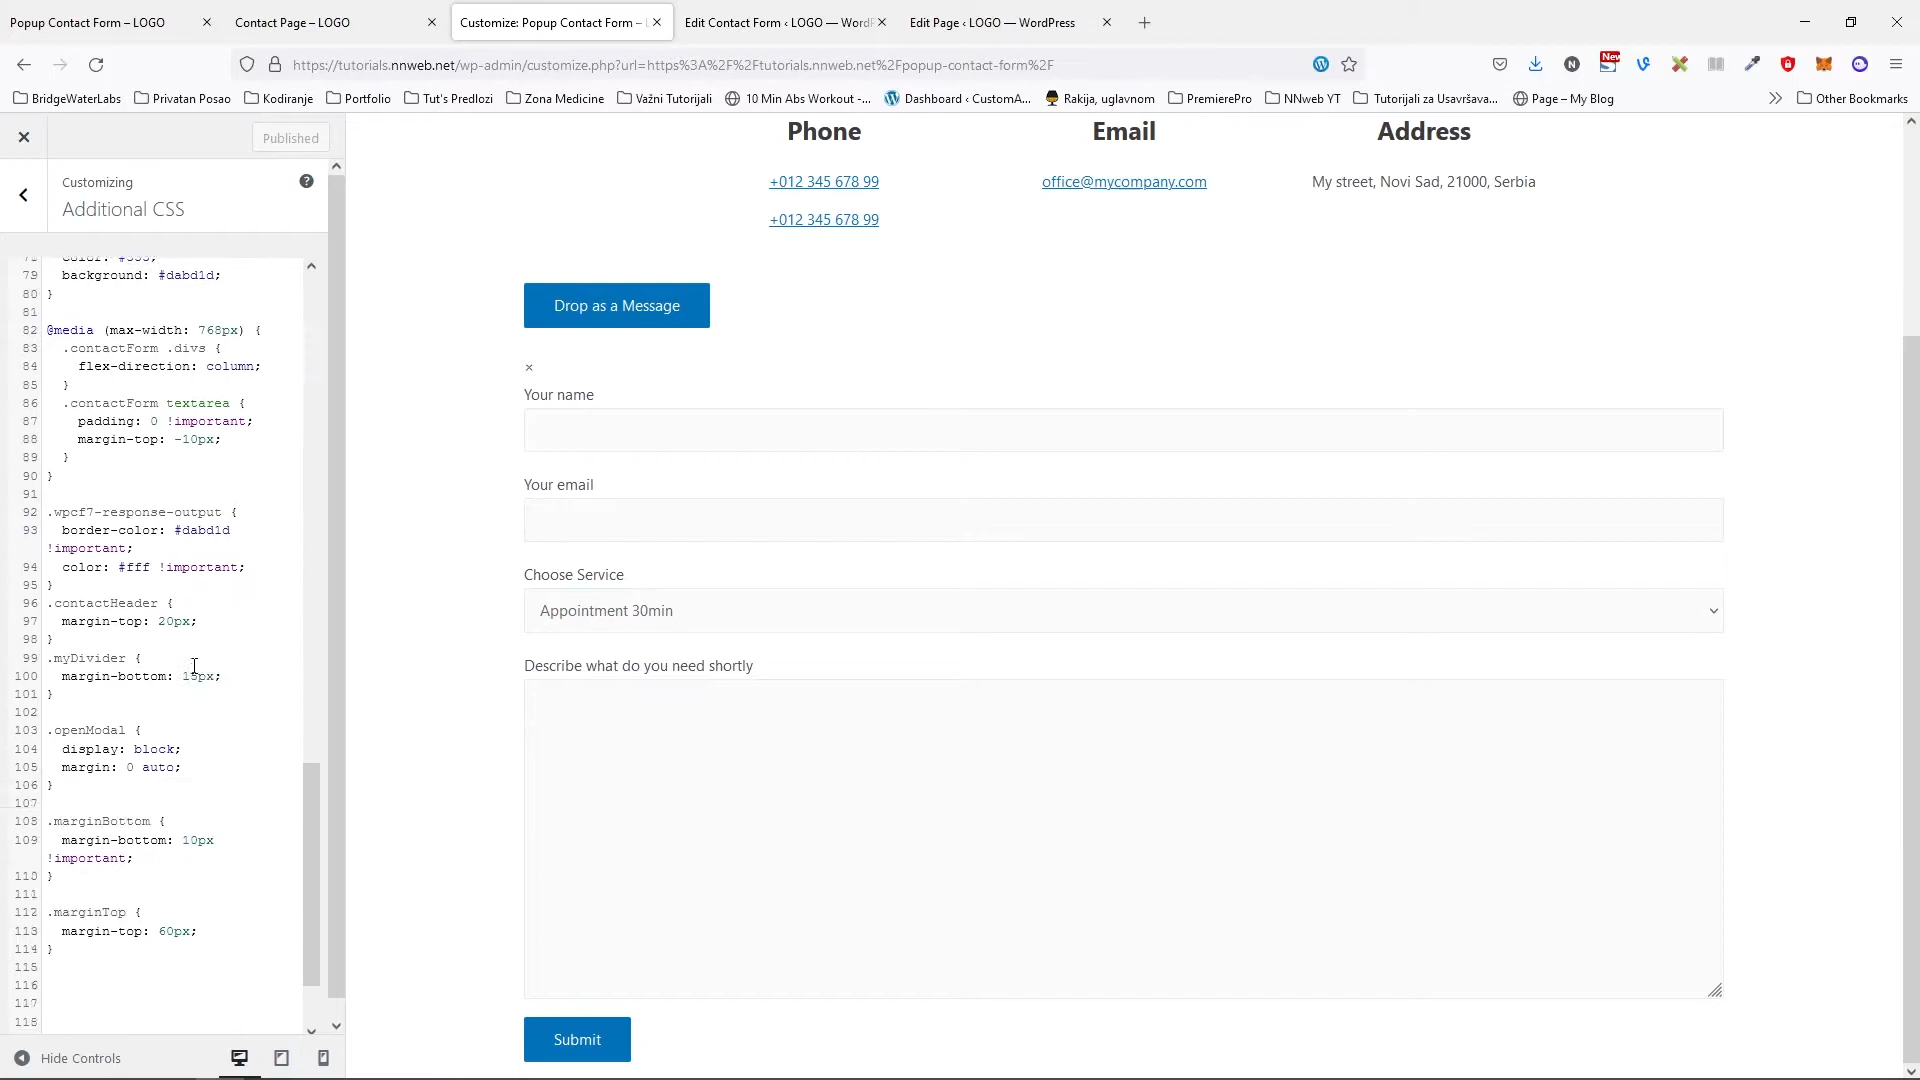 Popup Contact Form – LOGO
Contact Page – LOGO
Customize: Popup Contact Form –
Edit Contact Form ‹ LOGO — WordP
Edit Page ‹ LOGO — WordPress
https://tutorials.nnweb.net/wp-admin/customize.php?url=https%3A%2F%2Ftutorials.nnweb.net%2Fpopup-contact-form%2F
New
BridgeWaterLabs
Privatan Posao
Kodiranje
Portfolio
Tut's Predlozi
Zona Medicine
Važni Tutorijali
10 Min Abs Workout -...
Dashboard ‹ CustomA...
Rakija, uglavnom
PremierePro
NNweb YT
Tutorijali za Usavršava...
Page – My Blog
Other Bookmarks
Published
Customizing
Additional CSS
79 background: #dabd1d;
80 }
81
82 @media (max-width: 768px) {
83 .contactForm .divs {
84 flex-direction: column;
85 }
86 .contactForm textarea {
87 padding: 0 !important;
88 margin-top: -10px;
89 }
90 }
91
92 .wpcf7-response-output {
93 border-color: #dabd1d
!important;
94 color: #fff !important;
95 }
96 .contactHeader {
97 margin-top: 20px;
98 }
99 .myDivider {
100 margin-bottom: 15px;
101 }
102
103 .openModal {
104 display: block;
105 margin: 0 auto;
106 }
107
108 .marginBottom {
109 margin-bottom: 10px
!important;
110 }
111
112 .marginTop {
113 margin-top: 60px;
114 }
115
116
117
118
Hide Controls
Phone
Email
Address
+012 345 678 99
office@mycompany.com
My street, Novi Sad, 21000, Serbia
+012 345 678 99
Drop as a Message
×
Your name
Your email
Choose Service
Appointment 30min
Describe what do you need shortly
Submit